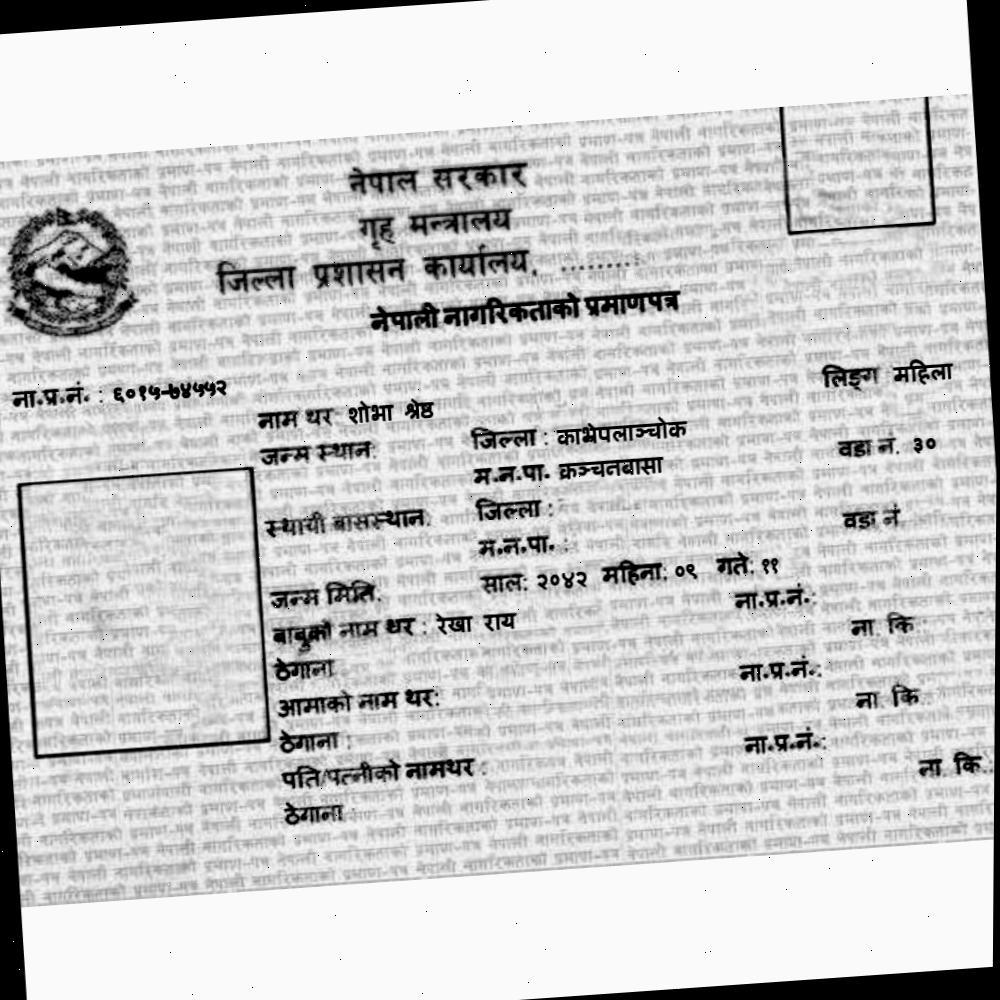 नेपाल सरकार
गृह मन्त्रालय
जिल्ला प्रशासन कार्यालय, .........
नेपाली नागरिकताको प्रमाणपत्र
ना.प्र.नं. : ६०१५-७४५५२
लिङ्ग महिला
नाम थर शोभा श्रेष्ठ
जन्म स्थान: जिल्ला : काभ्रेपलाञ्चोक
म.न.पा. क्रञ्चनबासा वडा नं. ३०
स्थायी बासस्थान. जिल्ला :
म.न.पा. : वडा नं
जन्म मिति. साल: २०४२ महिना: ०९ गते: ११
बाबुको नाम थर : रेखा राय ना.प्र.नं.:
ठेगाना ना. कि :
आमाको नाम थर: ना.प्र.नं.:
ठेगाना : ना. कि
पति/पत्नीको नामथर : ना.प्र.नं.:
ठेगाना ना. कि :